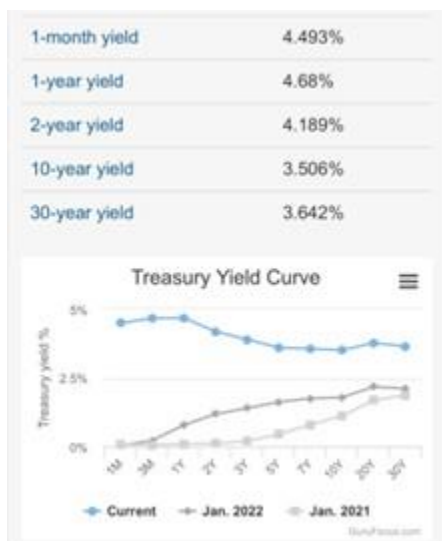 1-month yield 4.493%
1-year yield 4.68%
2-year yield 4.189%
10-year yield 3.506%
30-year yield 3.642%
Treasury Yield Curve
Treasury yield %
5%
2.5%
0%
1M 3M 1Y 2Y 3Y 5Y 7Y 10Y 20Y 30Y
Current Jan. 2022 Jan. 2021
GuruFocus.com